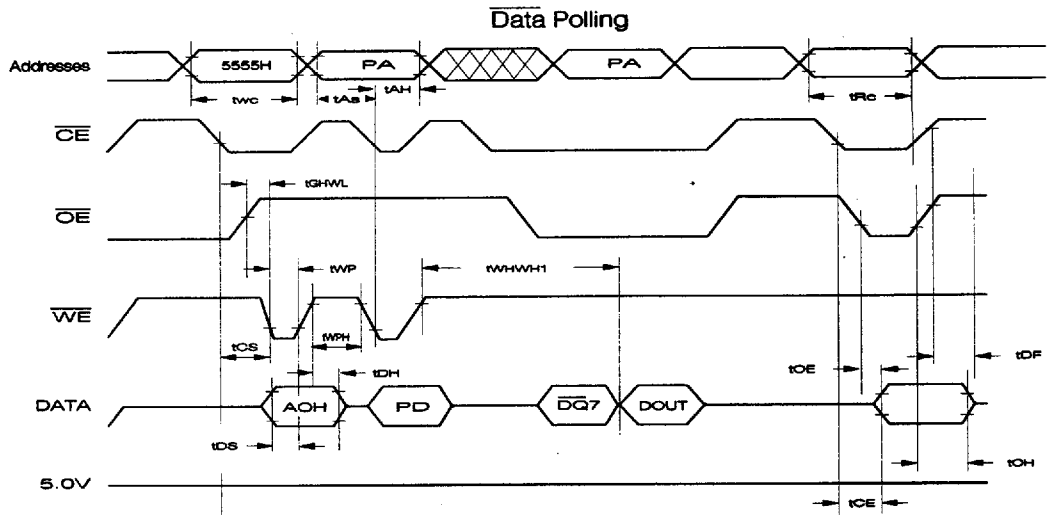 Data Polling
Addresses
5555H
PA
PA
tWC
tAs
tAH
tRc
CE
tGHWL
OE
tWP
tWHWH1
WE
tCS
tWPH
tDH
tOE
tDF
DATA
AOH
PD
DQ7
DOUT
tDS
tOH
5.0V
tCE